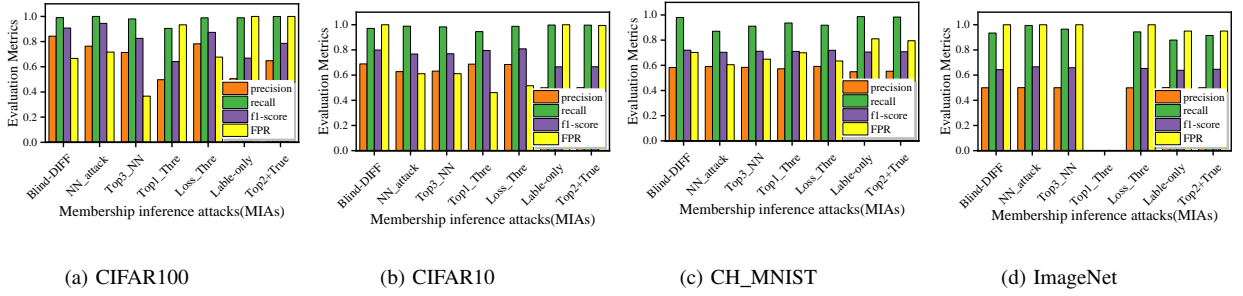 Evaluation Metrics
1.0
0.8
0.6
0.4
0.2
0.0
precision
recall
f1-score
FPR
Blind-DIFF
NN_attack
Top3_NN
Top1_Thre
Loss_Thre
Lable-only
Top2+True
Membership inference attacks(MIAs)
(a) CIFAR100
Evaluation Metrics
1.0
0.8
0.6
0.4
0.2
0.0
precision
recall
f1-score
FPR
Blind-DIFF
NN_attack
Top3_NN
Top1_Thre
Loss_Thre
Lable-only
Top2+True
Membership inference attacks(MIAs)
(b) CIFAR10
Evaluation Metrics
1.0
0.8
0.6
0.4
0.2
0.0
precision
recall
f1-score
FPR
Blind-DIFF
NN_attack
Top3_NN
Top1_Thre
Loss_Thre
Lable-only
Top2+True
Membership inference attacks(MIAs)
(c) CH_MNIST
Evaluation Metrics
1.0
0.8
0.6
0.4
0.2
0.0
precision
recall
f1-score
FPR
Blind-DIFF
NN_attack
Top3_NN
Top1_Thre
Loss_Thre
Lable-only
Top2+True
Membership inference attacks(MIAs)
(d) ImageNet